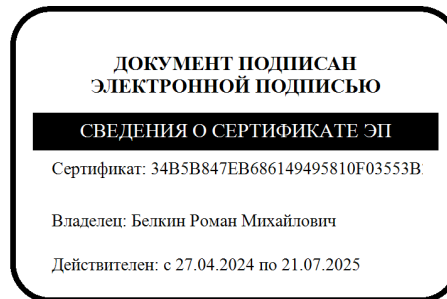 ДОКУМЕНТ ПОДПИСАН
ЭЛЕКТРОННОЙ ПОДПИСЬЮ
СВЕДЕНИЯ О СЕРТИФИКАТЕ ЭП
Сертификат: 34B5B847EB686149495810F03553B
Владелец: Белкин Роман Михайлович
Действителен: с 27.04.2024 по 21.07.2025